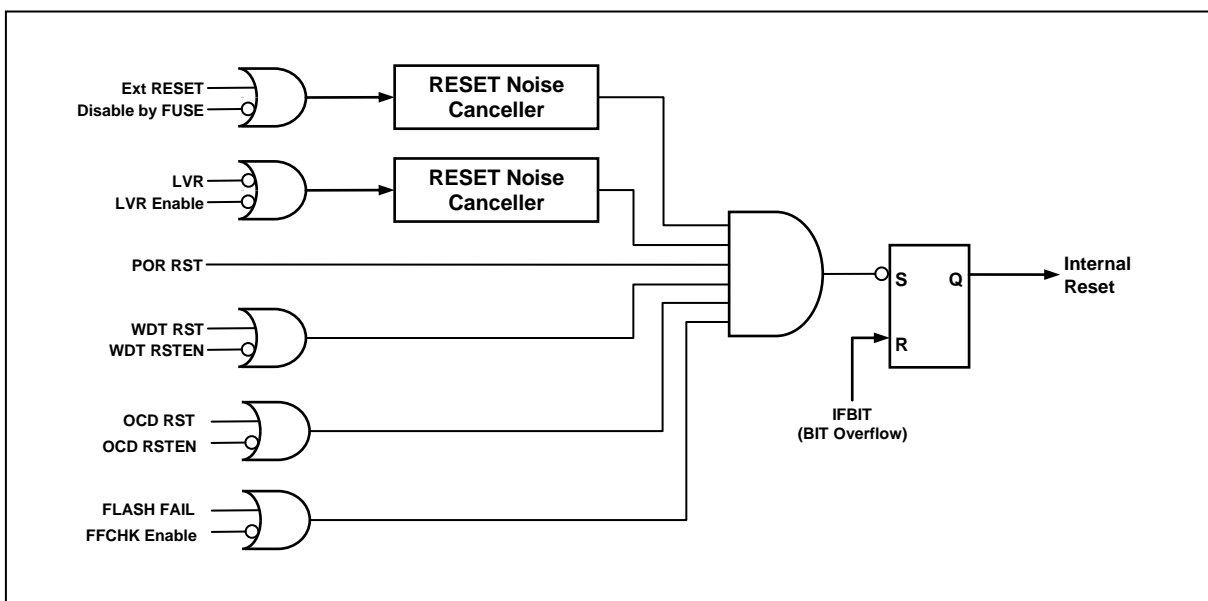 Ext RESET
Disable by FUSE
RESET Noise
Canceller
LVR
LVR Enable
RESET Noise
Canceller
POR RST
WDT RST
WDT RSTEN
OCD RST
OCD RSTEN
FLASH FAIL
FFCHK Enable
S
Q
R
Internal
Reset
IFBIT
(BIT Overflow)